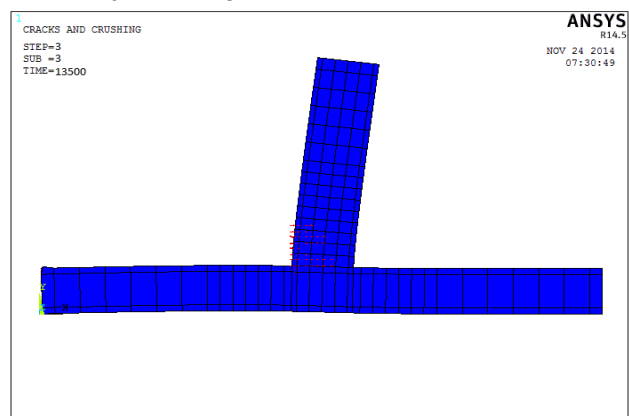 1
CRACKS AND CRUSHING
STEP=3
SUB =3
TIME=13500
ANSYS
R14.5
NOV 24 2014
07:30:49
Y
X